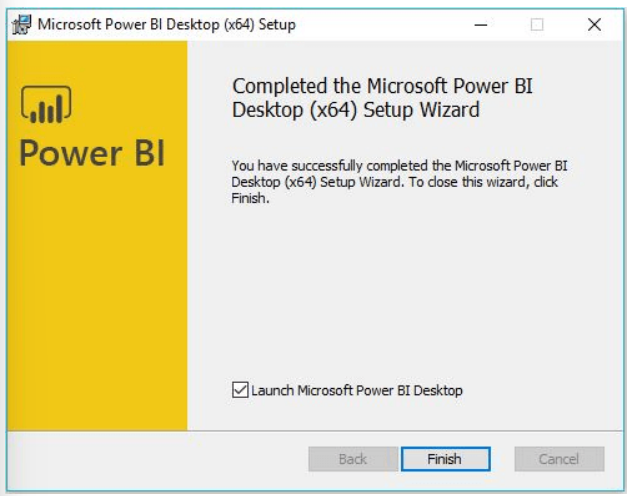 Microsoft Power BI Desktop (x64) Setup
Power BI
Completed the Microsoft Power BI
Desktop (x64) Setup Wizard
You have successfully completed the Microsoft Power BI
Desktop (x64) Setup Wizard. To close this wizard, click
Finish.
Launch Microsoft Power BI Desktop
Back
Finish
Cancel